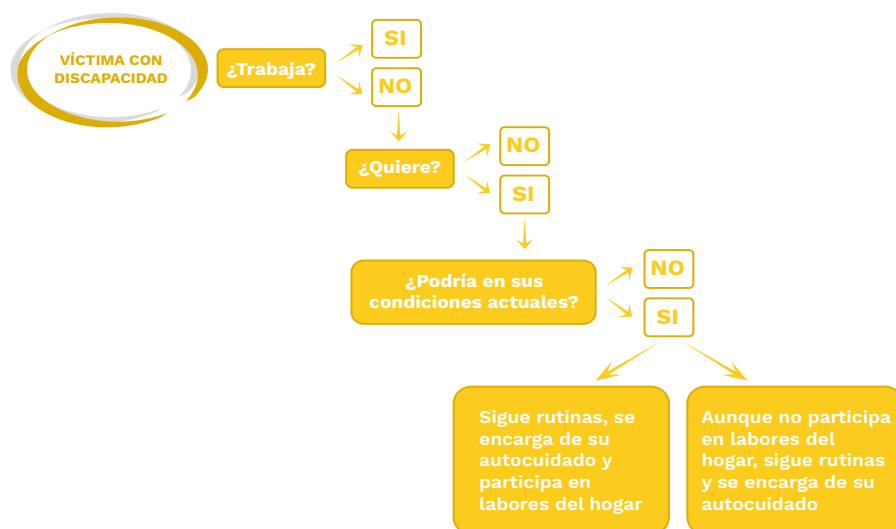 VÍCTIMA CON
DISCAPACIDAD
¿Trabaja?
SI
NO
¿Quiere?
NO
SI
¿Podría en sus
condiciones actuales?
NO
SI
Sigue rutinas, se
encarga de su
autocuidado y
participa en
labores del hogar
Aunque no participa
en labores del
hogar, sigue rutinas
y se encarga de su
autocuidado